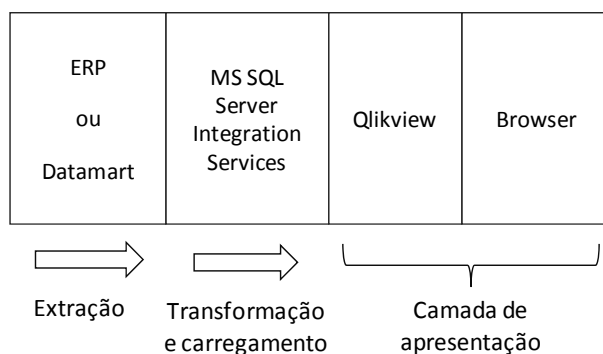 ERP
ou
Datamart
MS SQL
Server
Integration
Services
Qlikview
Browser
Extração
Transformação
e carregamento
Camada de
apresentação